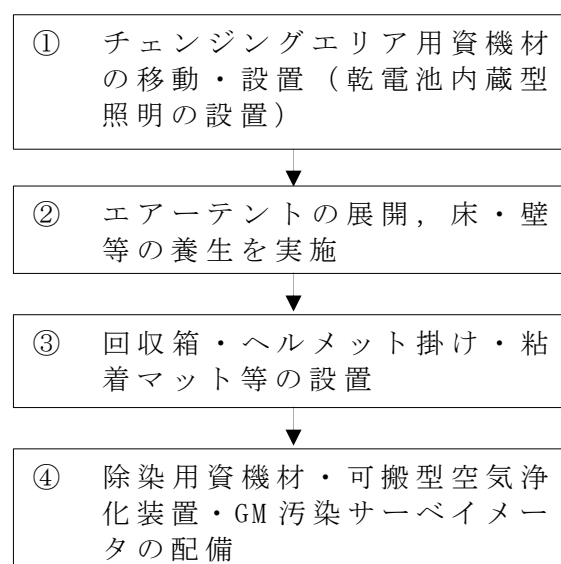 ① チェンジングエリア用資機材
の移動・設置（乾電池内蔵型
照明の設置）
② エアーテントの展開，床・壁
等の養生を実施
③ 回収箱・ヘルメット掛け・粘
着マット等の設置
④ 除染用資機材・可搬型空気浄
化装置・GM汚染サーベイメー
タの配備